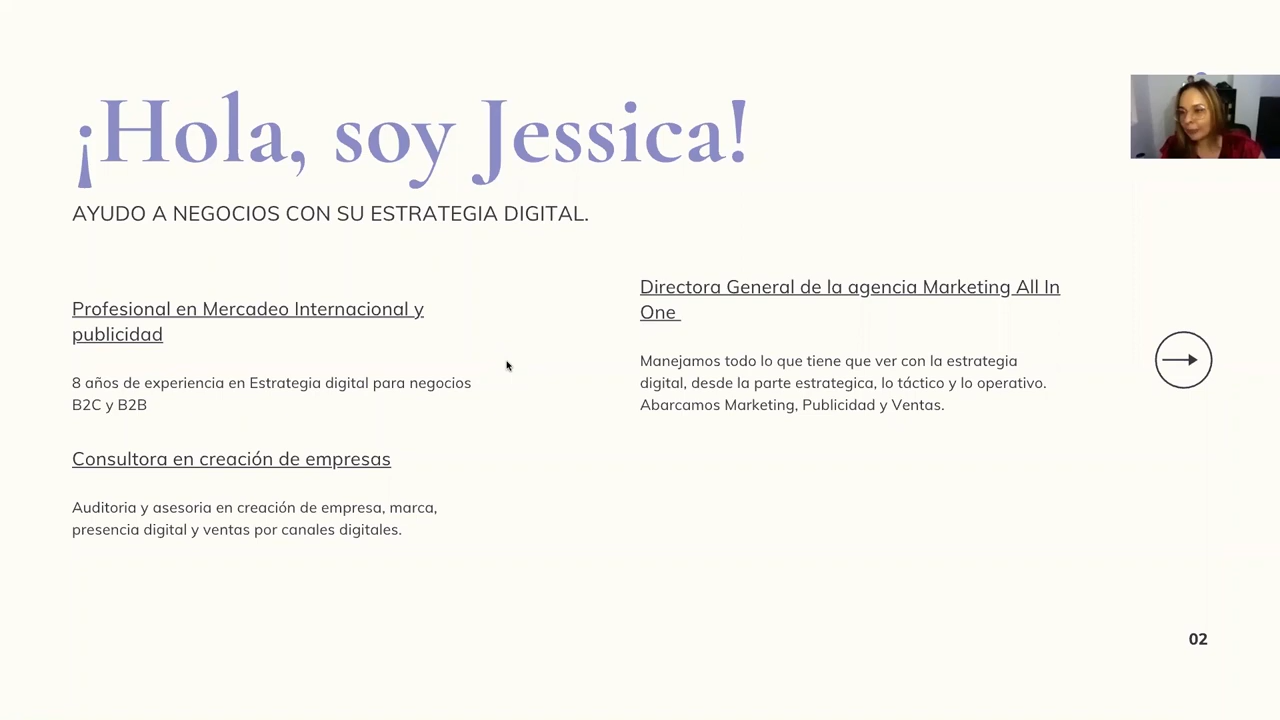 ¡Hola, soy Jessica!
AYUDO A NEGOCIOS CON SU ESTRATEGIA DIGITAL.
Profesional en Mercadeo Internacional y
publicidad
8 años de experiencia en Estrategia digital para negocios
B2C y B2B
Consultora en creación de empresas
Auditoria y asesoria en creación de empresa, marca,
presencia digital y ventas por canales digitales.
Directora General de la agencia Marketing All In
One
Manejamos todo lo que tiene que ver con la estrategia
digital, desde la parte estrategica, lo táctico y lo operativo.
Abarcamos Marketing, Publicidad y Ventas.
02